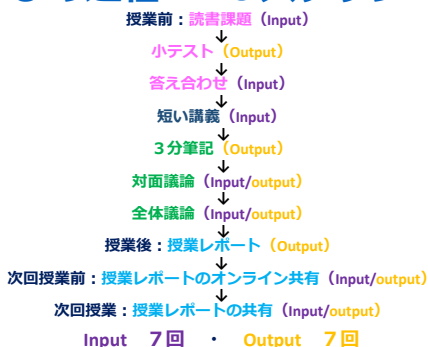 授業前：読書課題（Input）
↓
小テスト（Output）
↓
答え合わせ（Input）
↓
短い講義（Input）
↓
３分筆記（Output）
↓
対面議論（Input/output）
↓
全体議論（Input/output）
↓
授業後：授業レポート（Output）
↓
次回授業前：授業レポートのオンライン共有（Input/output）
↓
次回授業：授業レポートの共有（Input/output）
Input　７回　・　Output　７回